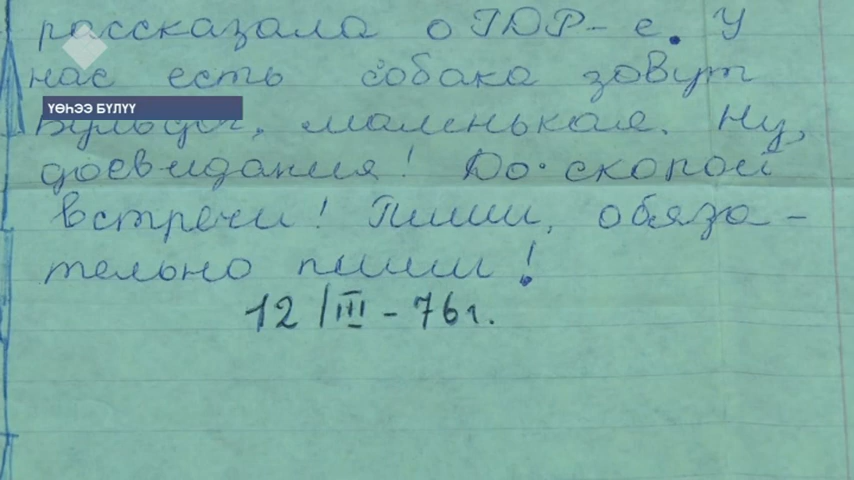 рассказала о ГДР-е. У
нас есть собака зовут
ҮӨҺЭЭ БҮЛҮҮ
маленькая. Ну,
досвидания! До скорой
встречи! Пиши, обяза-
тельно пиши!
12/III-76г.